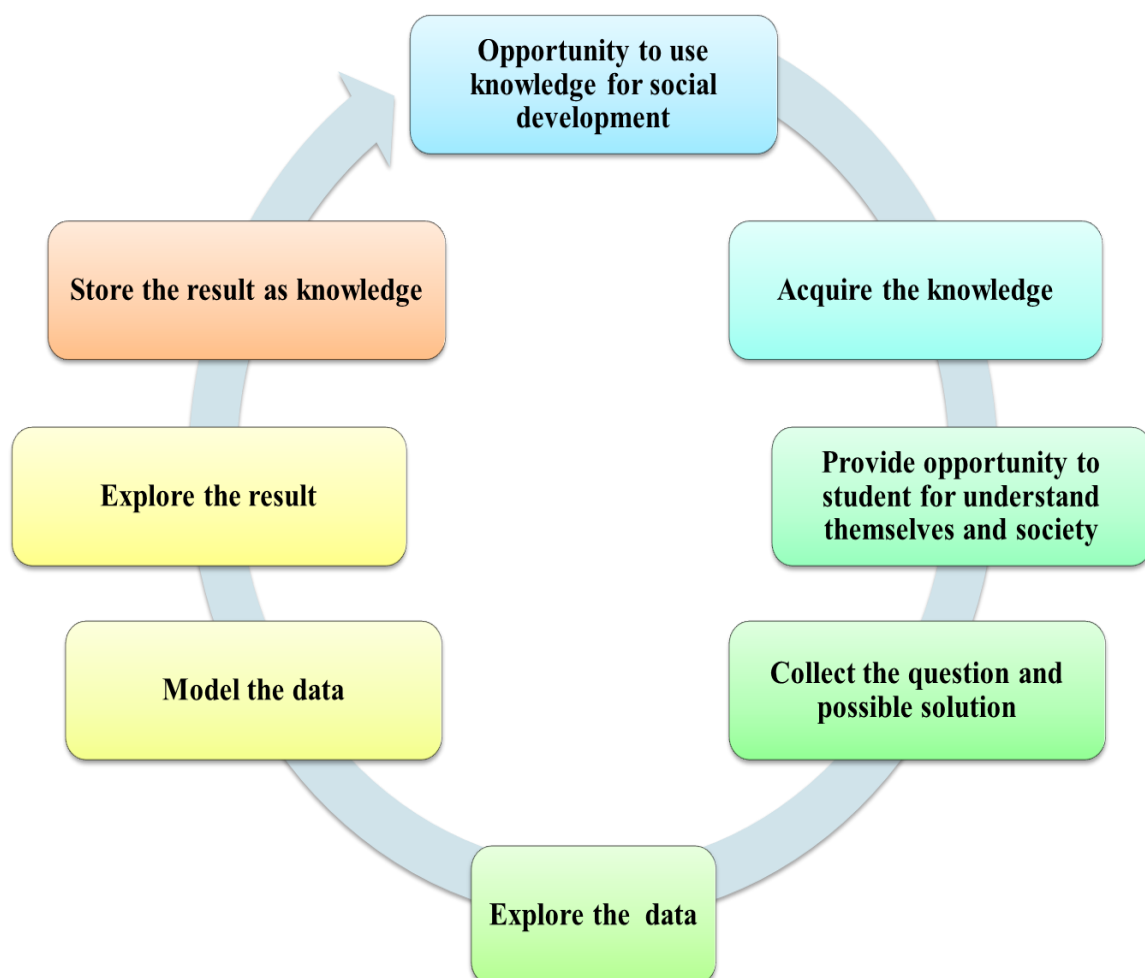 Opportunity to use
knowledge for social
development
Acquire the knowledge
Provide opportunity to
student for understand
themselves and society
Collect the question and
possible solution
Explore the data
Model the data
Explore the result
Store the result as knowledge